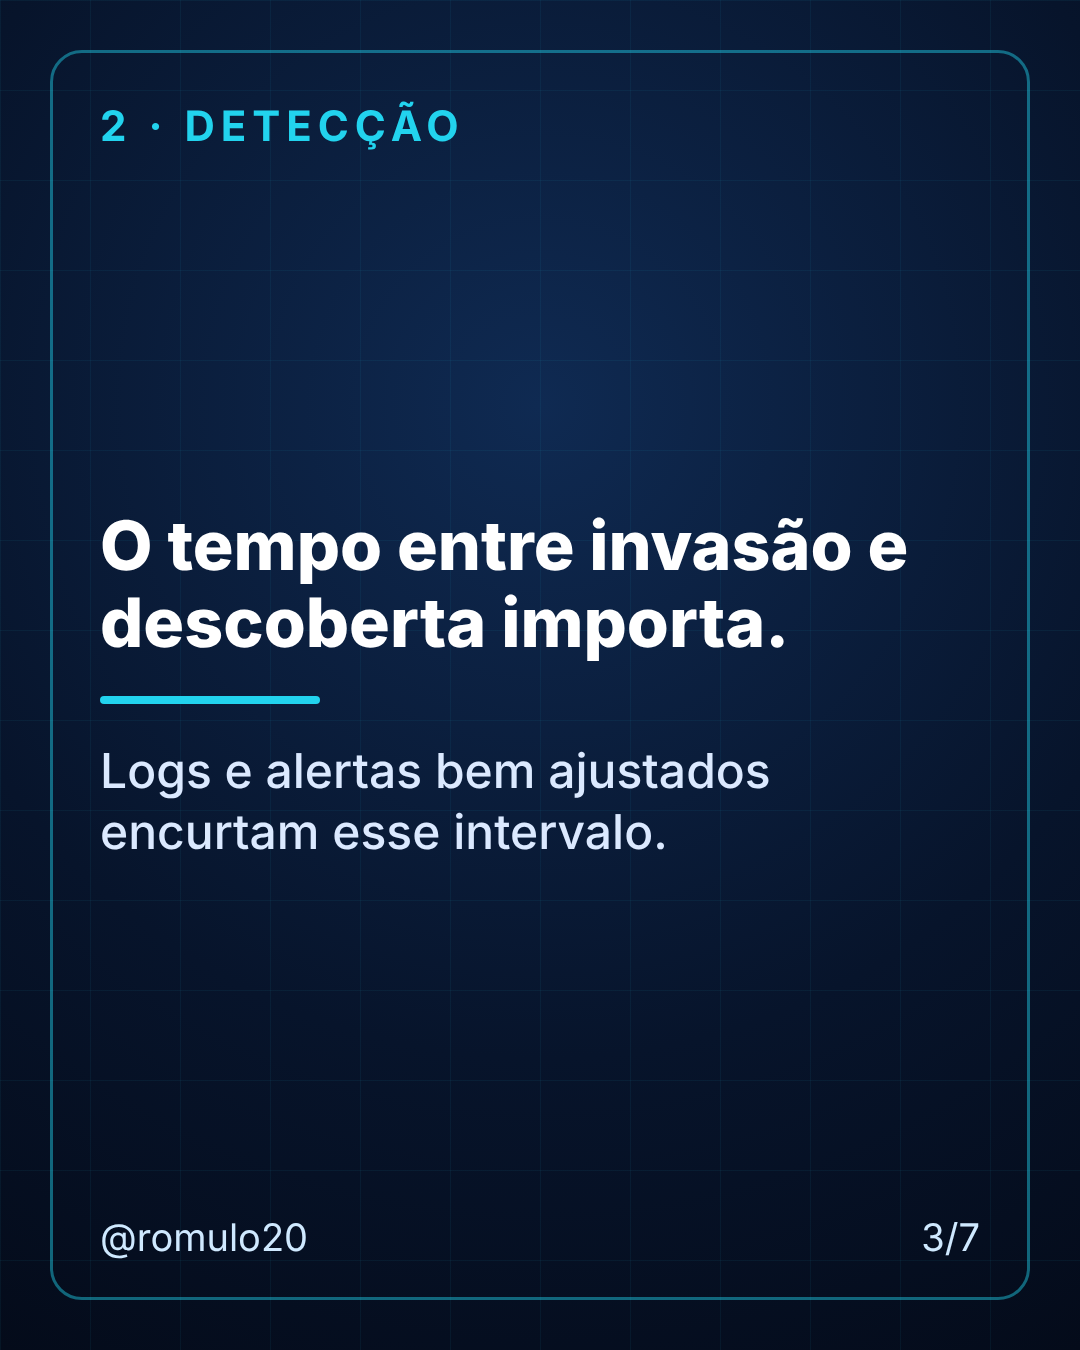 2 · DETECÇÃO
O tempo entre invasão e
descoberta importa.
Logs e alertas bem ajustados
encurtam esse intervalo.
@romulo20
3/7